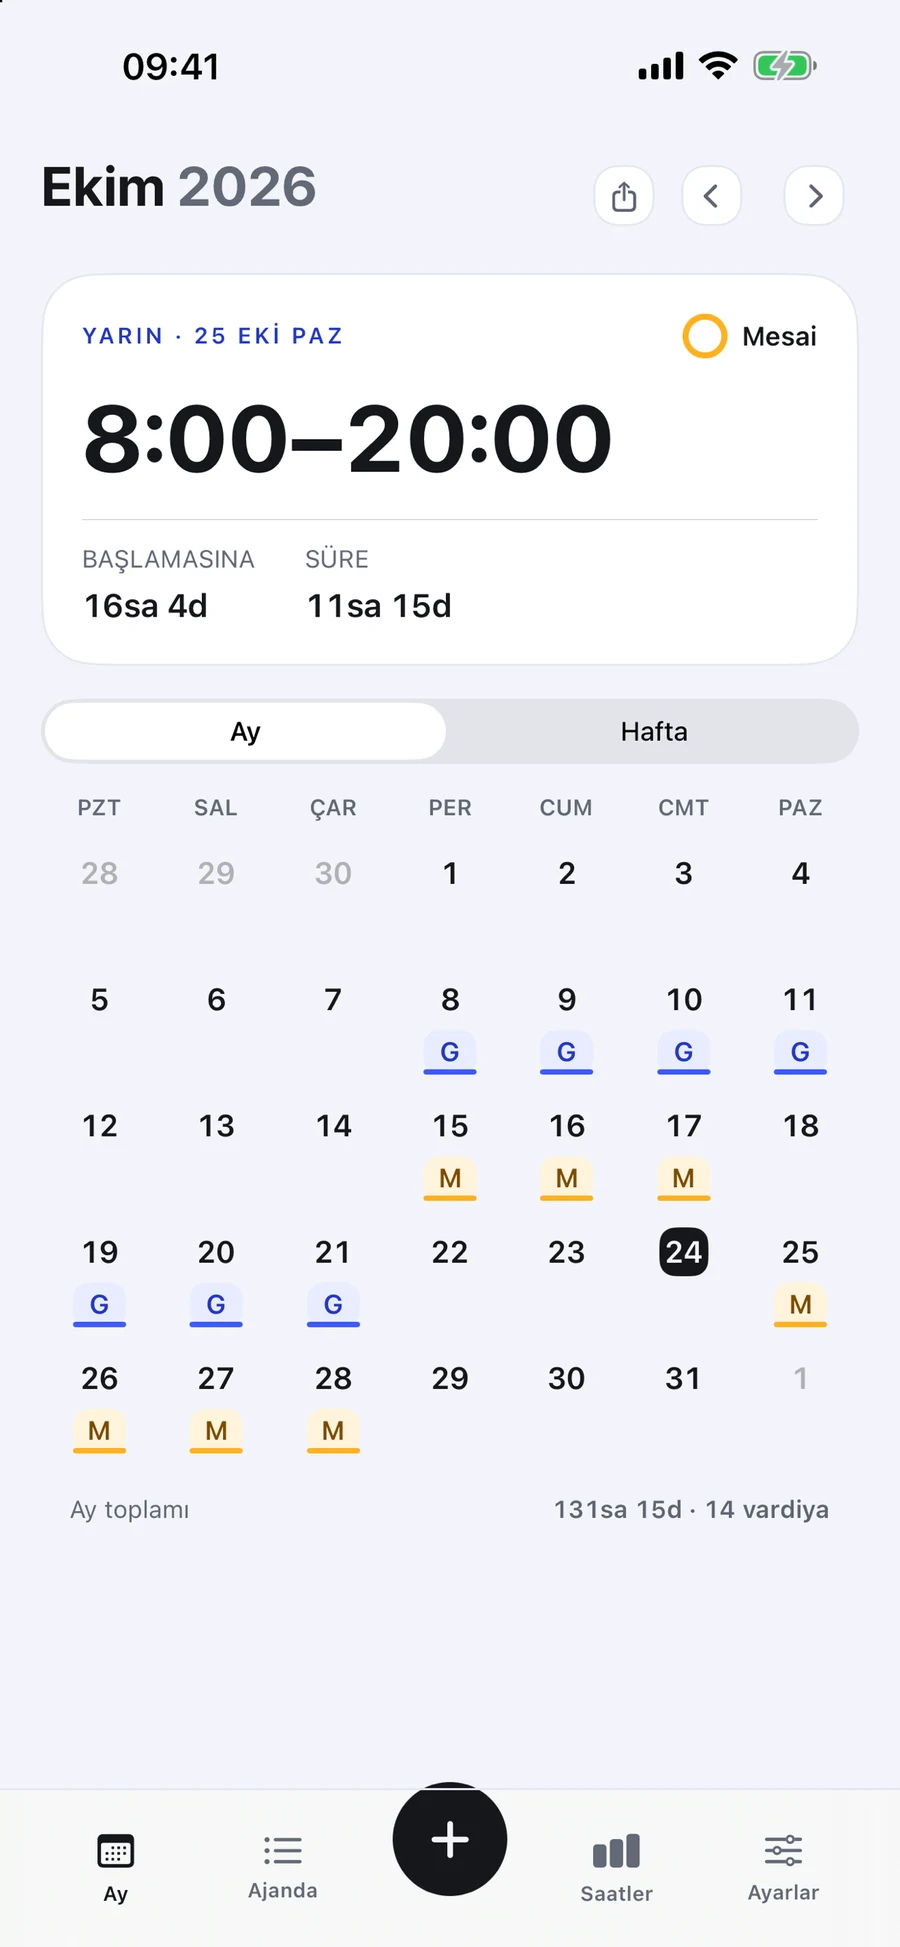 09:41
Ekim 2026
YARIN · 25 EKİ PAZ
Mesai
8:00–20:00
BAŞLAMASINA SÜRE
16sa 4d 11sa 15d
Ay Hafta
PZT SAL ÇAR PER CUM CMT PAZ
28 29 30 1 2 3 4
5 6 7 8 9 10 11
G G G G
12 13 14 15 16 17 18
M M M
19 20 21 22 23 24 25
G G G M
26 27 28 29 30 31 1
M M M
Ay toplamı 131sa 15d · 14 vardiya
Ay Ajanda Saatler Ayarlar